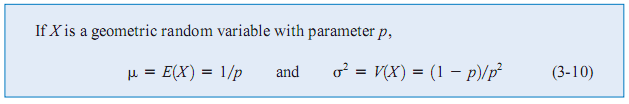 If X is a geometric random variable with parameter p,
μ = E(X) = 1/p and σ² = V(X) = (1 − p)/p² (3-10)